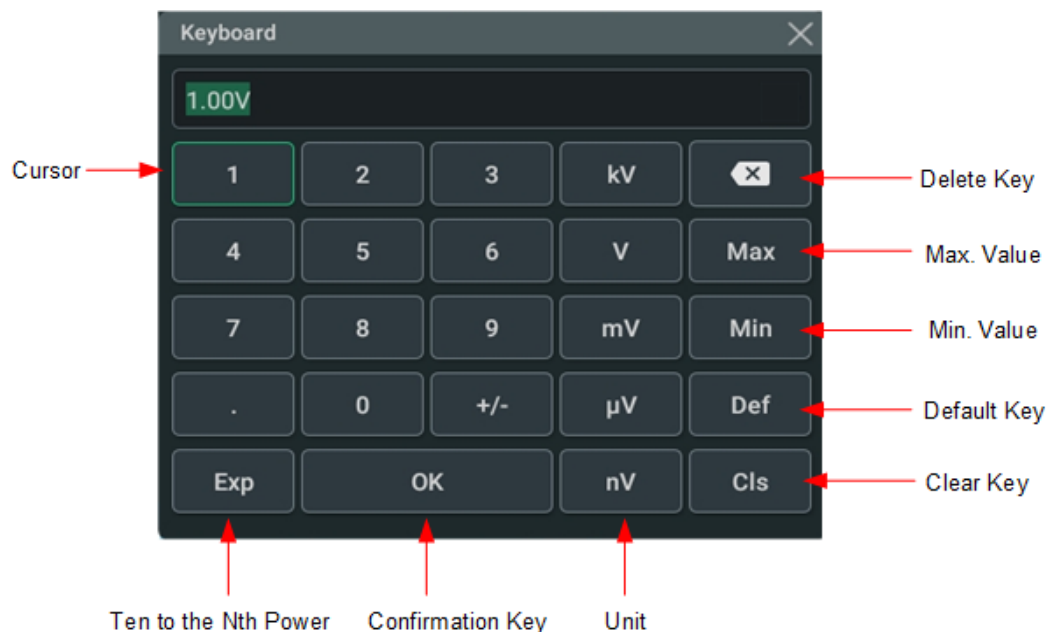 Keyboard
1.00V
Cursor
1 2 3 kV
Delete Key
4 5 6 V Max
Max. Value
7 8 9 mV Min
Min. Value
. 0 +/- µV Def
Default Key
Exp OK nV Cls
Clear Key
Ten to the Nth Power Confirmation Key Unit